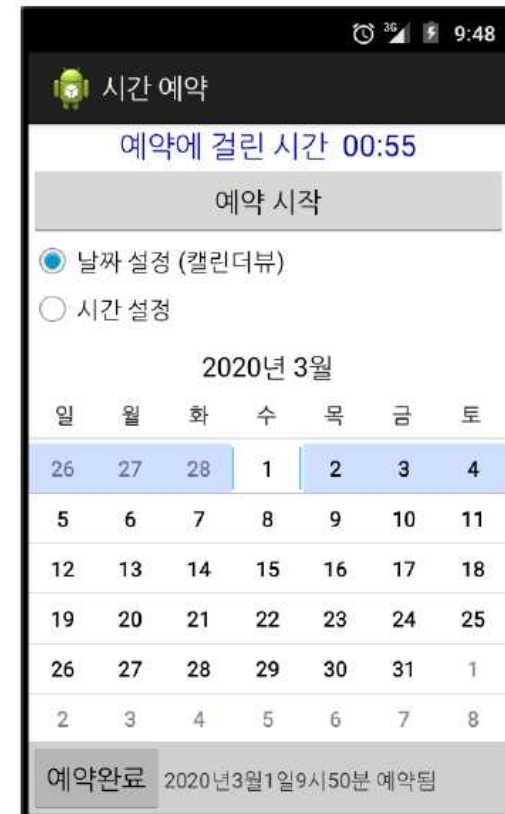 3G 9:48
시간 예약
예약에 걸린 시간 00:55
예약 시작
날짜 설정 (캘린더뷰)
시간 설정
2020년 3월
일 월 화 수 목 금 토
26 27 28 1 2 3 4
5 6 7 8 9 10 11
12 13 14 15 16 17 18
19 20 21 22 23 24 25
26 27 28 29 30 31 1
2 3 4 5 6 7 8
예약완료 2020년3월1일9시50분 예약됨